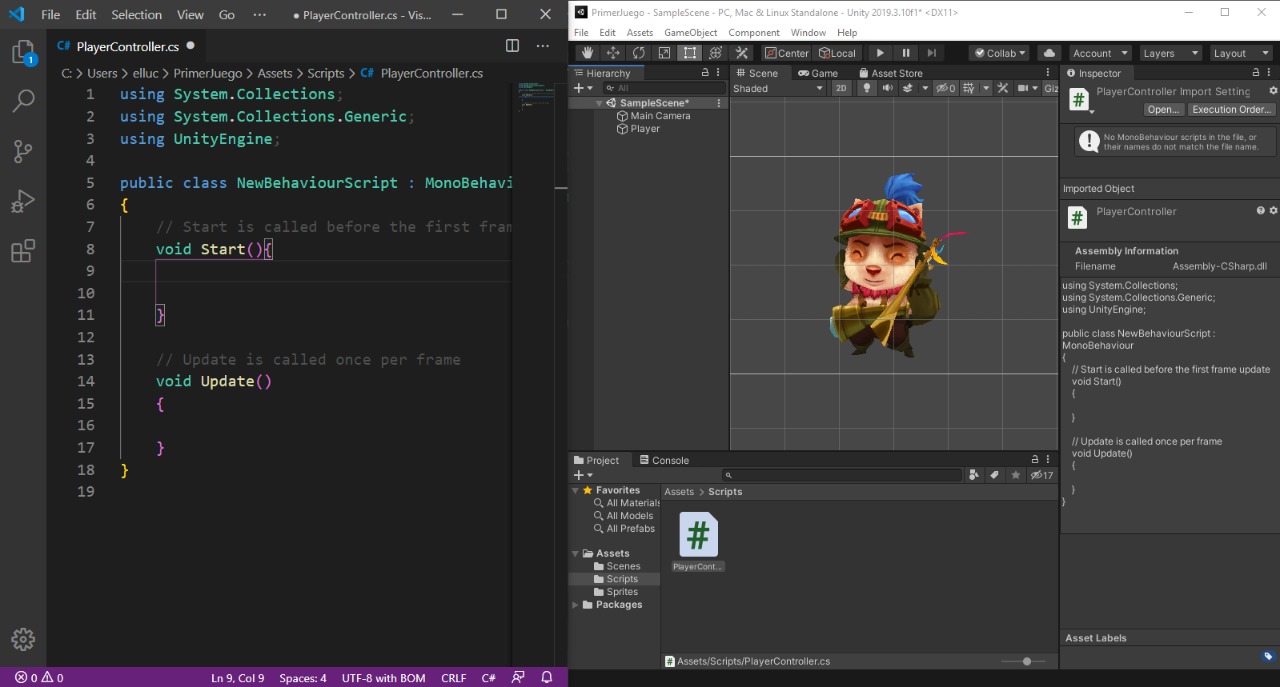 File Edit Selection View Go ··· ● PlayerController.cs - Vis...
C# PlayerController.cs ●
C: > Users > elluc > PrimerJuego > Assets > Scripts > C# PlayerController.cs
1 using System.Collections;
2 using System.Collections.Generic;
3 using UnityEngine;
4
5 public class NewBehaviourScript : MonoBehavi
6 {
7 // Start is called before the first fram
8 void Start(){
9
10
11 }
12
13 // Update is called once per frame
14 void Update()
15 {
16
17 }
18 }
19
1
0 0 Ln 9, Col 9 Spaces: 4 UTF-8 with BOM CRLF C#
PrimerJuego - SampleScene - PC, Mac & Linux Standalone - Unity 2019.3.10f1* <DX11>
File Edit Assets GameObject Component Window Help
Center Local Collab Account Layers Layout
Hierarchy
All
SampleScene*
Main Camera
Player
Scene Game Asset Store
Shaded 2D 0 Giz
Inspector
PlayerController Import Setting
Open... Execution Order...
No MonoBehaviour scripts in the file, or
their names do not match the file name.
Imported Object
PlayerController
Assembly Information
Filename Assembly-CSharp.dll
using System.Collections;
using System.Collections.Generic;
using UnityEngine;
public class NewBehaviourScript :
MonoBehaviour
{
// Start is called before the first frame update
void Start()
{
}
// Update is called once per frame
void Update()
{
}
}
Asset Labels
Project Console
17
Favorites
All Materials
All Models
All Prefabs
Assets
Scenes
Scripts
Sprites
Packages
Assets > Scripts
#
PlayerCont...
Assets/Scripts/PlayerController.cs